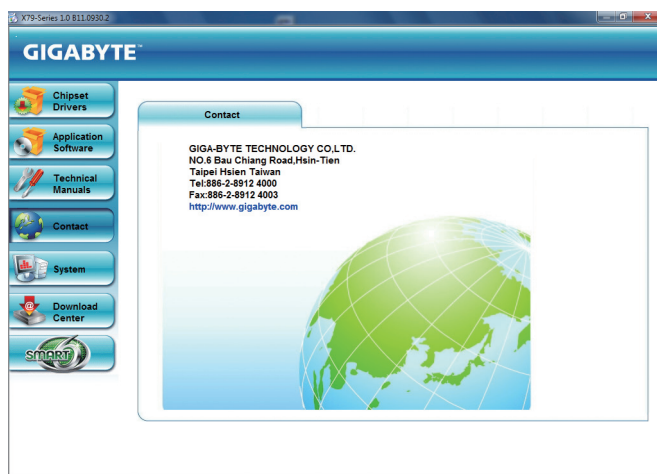 X79-Series 1.0 B11.0930.2
GIGABYTE™
Chipset
Drivers
Application
Software
Technical
Manuals
Contact
System
Download
Center
SMART 6
Contact
GIGA-BYTE TECHNOLOGY CO,LTD.
NO.6 Bau Chiang Road,Hsin-Tien
Taipei Hsien Taiwan
Tel:886-2-8912 4000
Fax:886-2-8912 4003
http://www.gigabyte.com